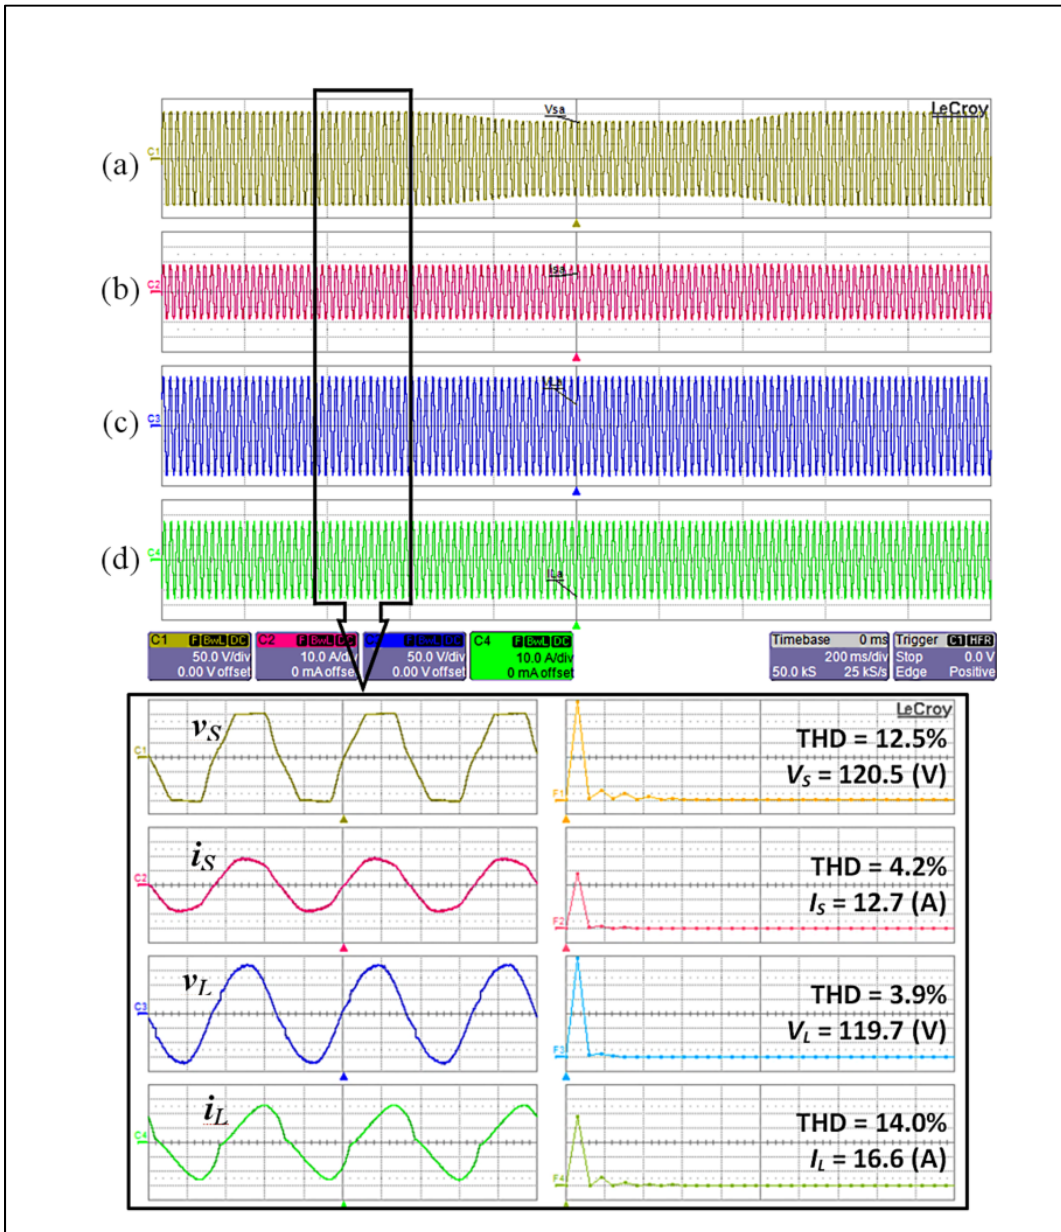 Vsa
LeCroy
(a)
C1
(b)
C2
Isa
(c)
C3
(d)
C4
ILa
C1 F BwL DC
50.0 V/div
0.00 V offset
C2 F BwL DC
10.0 A/div
0 mA offset
50.0 V/div
0.00 V offset
C4 F BwL DC
10.0 A/div
0 mA offset
Timebase 0 ms
200 ms/div
50.0 kS 25 kS/s
Trigger C1 HFR
Stop 0.0 V
Edge Positive
vS
C1
LeCroy
THD = 12.5%
VS = 120.5 (V)
F1
iS
C2
THD = 4.2%
IS = 12.7 (A)
F2
vL
C3
THD = 3.9%
VL = 119.7 (V)
F3
iL
C4
THD = 14.0%
IL = 16.6 (A)
F4